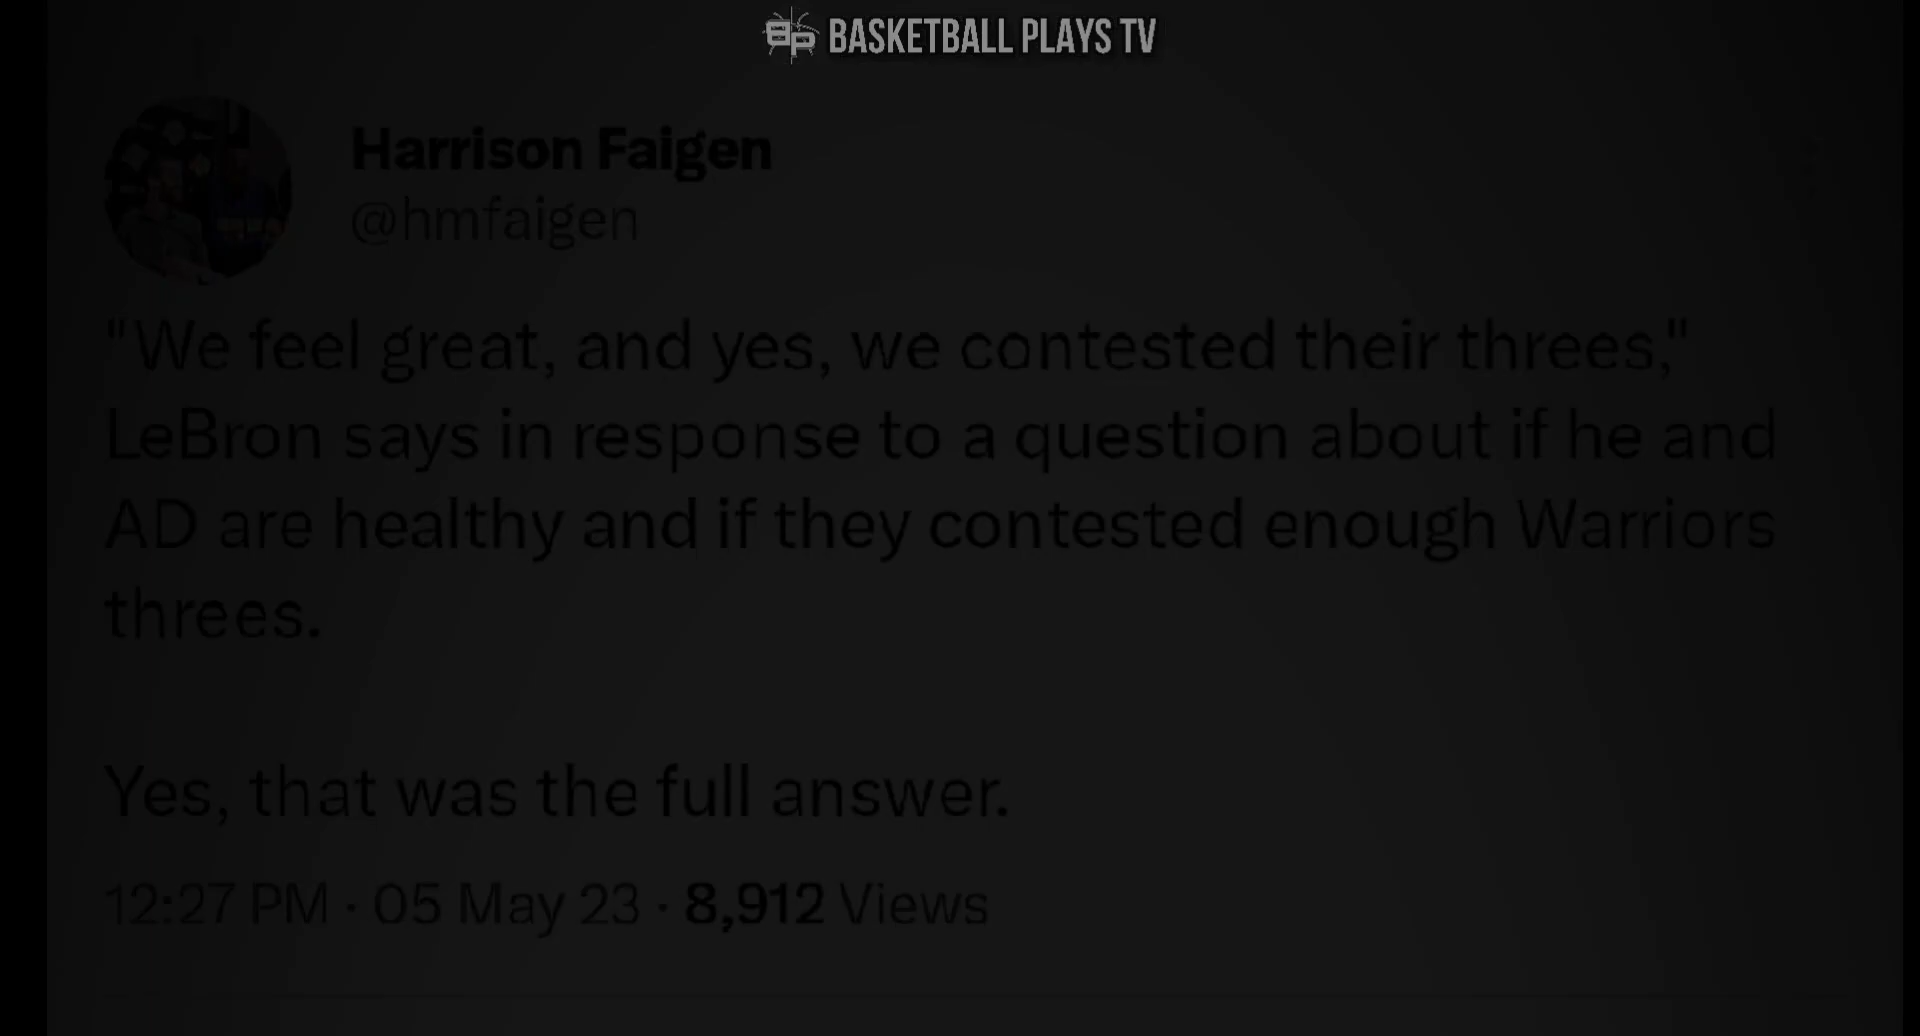 BP BASKETBALL PLAYS TV
Harrison Faigen
@hmfaigen
"We feel great, and yes, we contested their threes,"
LeBron says in response to a question about if he and
AD are healthy and if they contested enough Warriors
threes.
Yes, that was the full answer.
12:27 PM · 05 May 23 · 8,912 Views